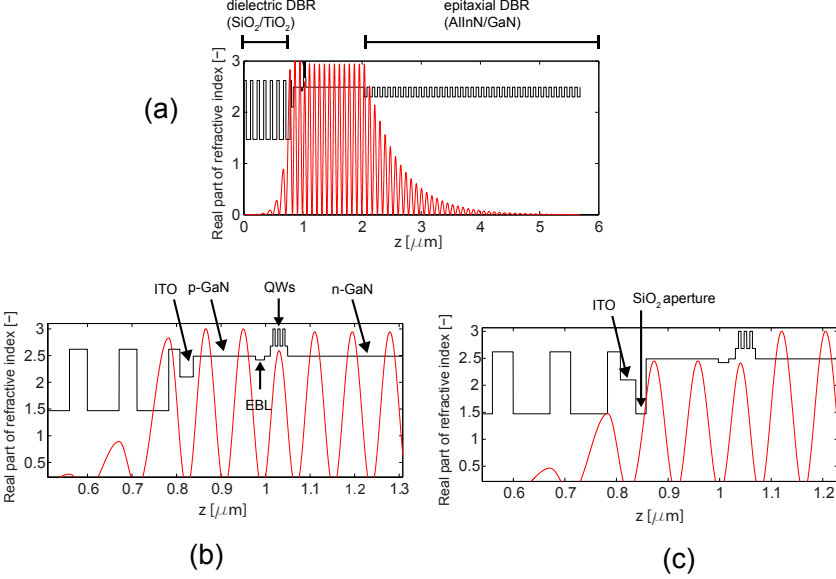 dielectric DBR
(SiO2/TiO2)
epitaxial DBR
(AlInN/GaN)
(a)
Real part of refractive index [−]
3
2
1
0
0 1 2 3 4 5 6
z [μm]
ITO
p-GaN
QWs
n-GaN
EBL
Real part of refractive index [−]
3
2.5
2
1.5
1
0.5
0.6 0.7 0.8 0.9 1 1.1 1.2 1.3
z [μm]
(b)
ITO
SiO2 aperture
Real part of refractive index [−]
3
2.5
2
1.5
1
0.5
0.6 0.7 0.8 0.9 1 1.1 1.2
z [μm]
(c)